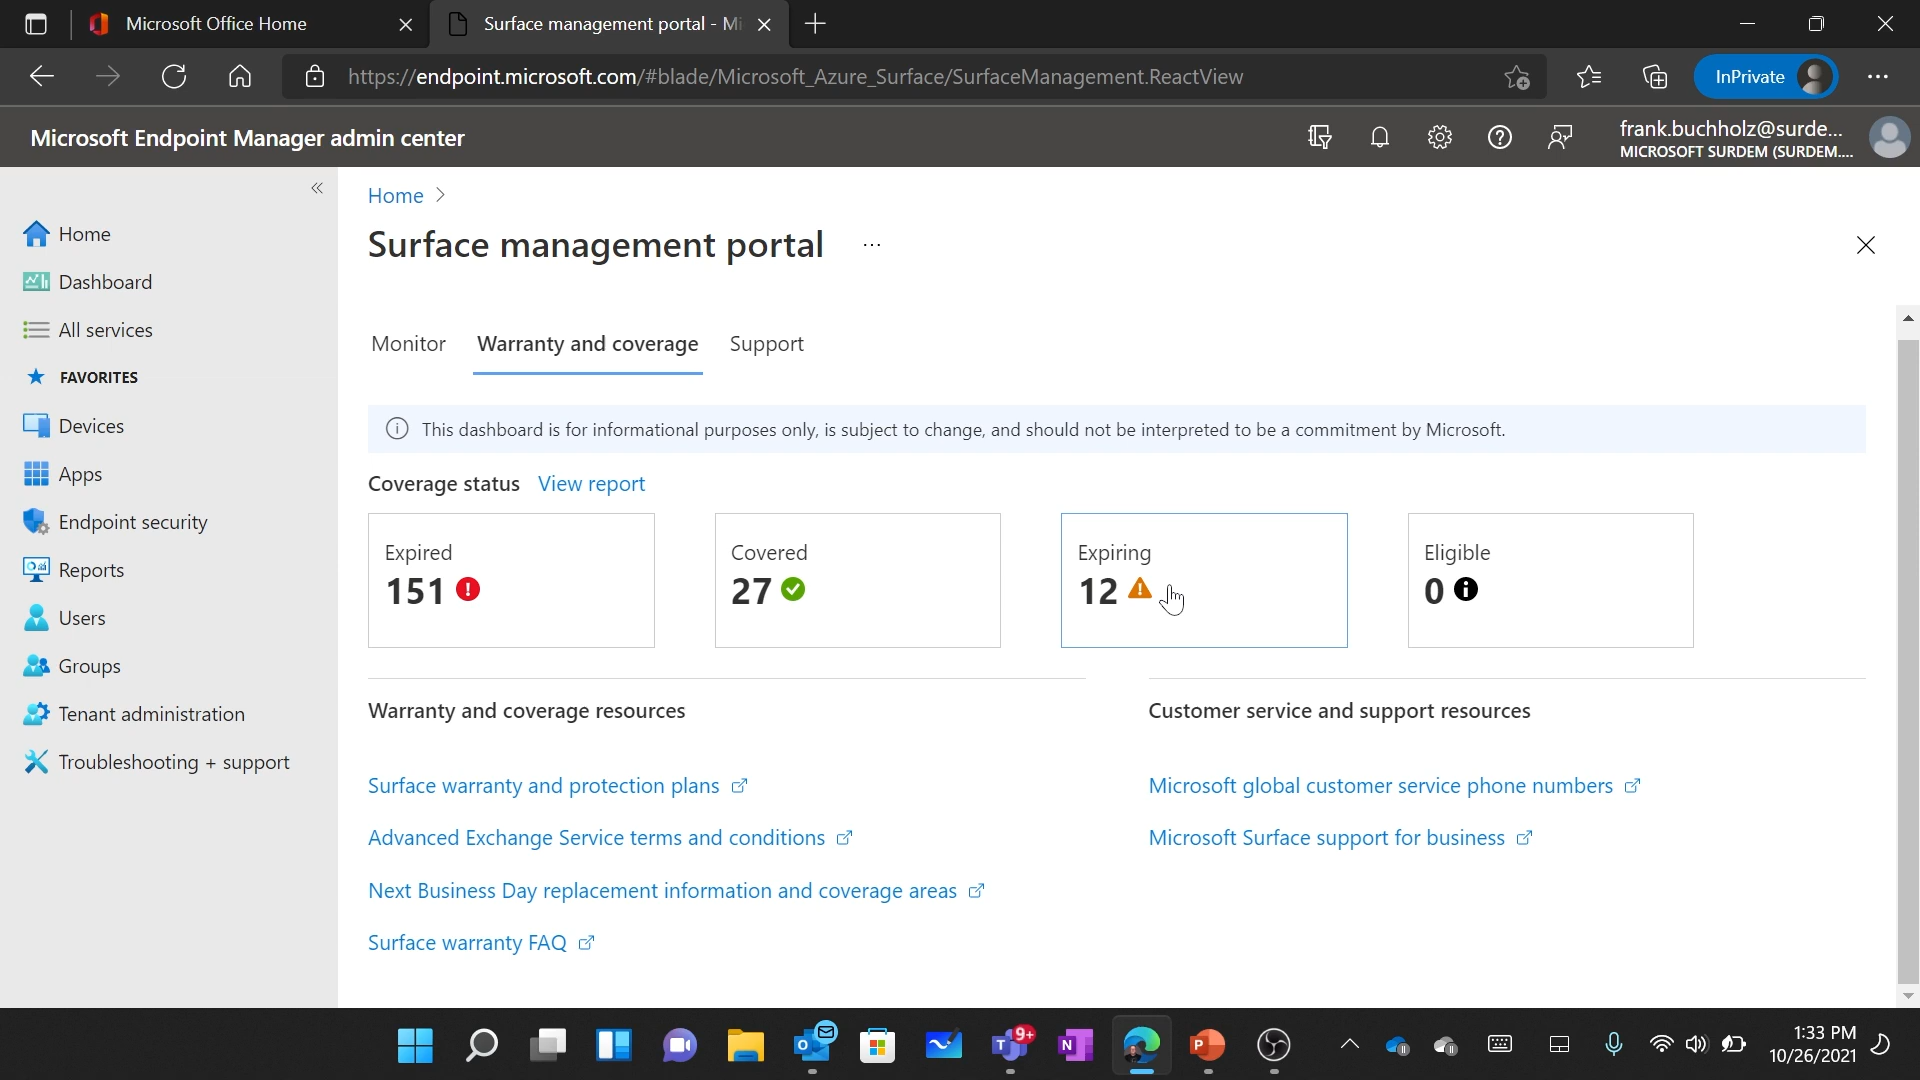 Microsoft Office Home
Surface management portal - Mi
https://endpoint.microsoft.com/#blade/Microsoft_Azure_Surface/SurfaceManagement.ReactView
InPrivate
Microsoft Endpoint Manager admin center
frank.buchholz@surde...
MICROSOFT SURDEM (SURDEM....
Home
Dashboard
All services
FAVORITES
Devices
Apps
Endpoint security
Reports
Users
Groups
Tenant administration
Troubleshooting + support
Home >
Surface management portal ...
Monitor
Warranty and coverage
Support
This dashboard is for informational purposes only, is subject to change, and should not be interpreted to be a commitment by Microsoft.
Coverage status View report
Expired
151
Covered
27
Expiring
12
Eligible
0
Warranty and coverage resources
Surface warranty and protection plans
Advanced Exchange Service terms and conditions
Next Business Day replacement information and coverage areas
Surface warranty FAQ
Customer service and support resources
Microsoft global customer service phone numbers
Microsoft Surface support for business
9+
1:33 PM
10/26/2021